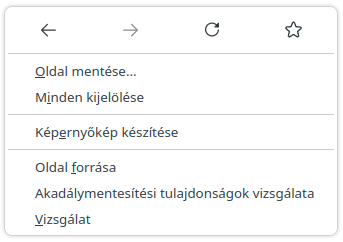 Oldal mentése…
Minden kijelölése
Képernyőkép készítése
Oldal forrása
Akadálymentesítési tulajdonságok vizsgálata
Vizsgálat